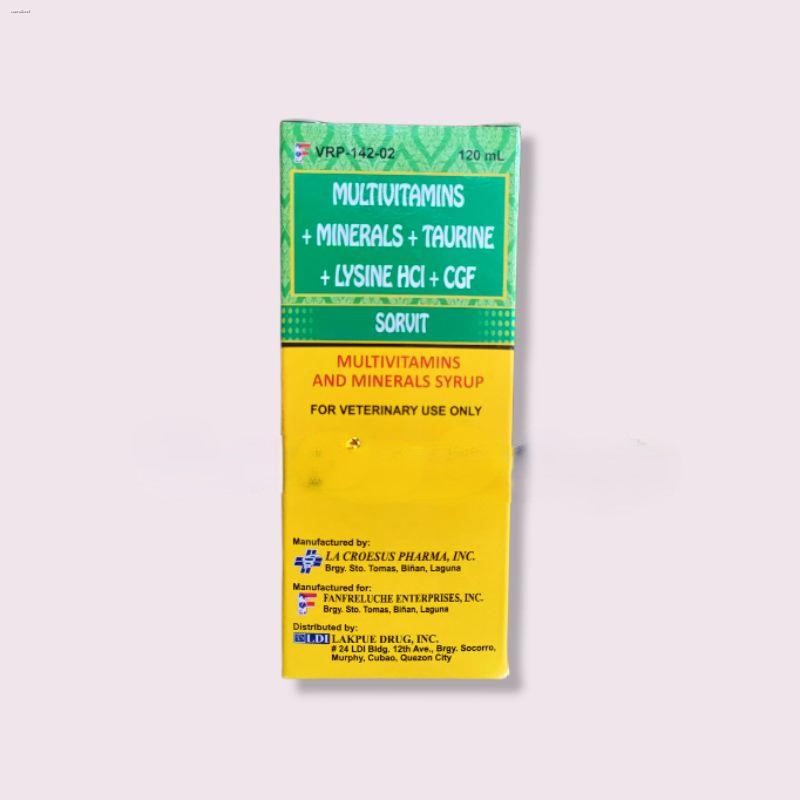 VRP-142-02 120 mL
MULTIVITAMINS
+ MINERALS + TAURINE
+ LYSINE HCl + CGF
SORVIT
MULTIVITAMINS
AND MINERALS SYRUP
FOR VETERINARY USE ONLY
Manufactured by:
LA CROESUS PHARMA, INC.
Brgy. Sto. Tomas, Biñan, Laguna
Manufactured for:
FANFRELUCHE ENTERPRISES, INC.
Brgy. Sto. Tomas, Biñan, Laguna
Distributed by:
LDI LAKPUE DRUG, INC.
# 24 LDI Bldg. 12th Ave., Brgy. Socorro,
Murphy, Cubao, Quezon City